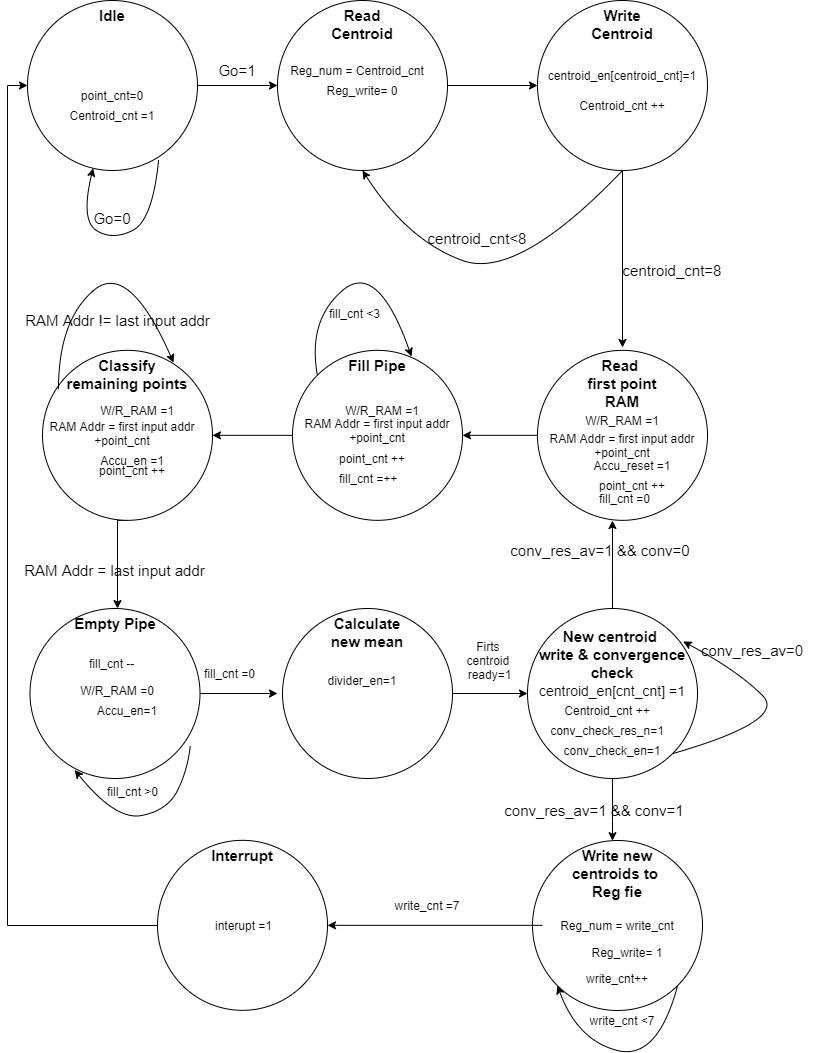 Idle
point_cnt=0
Centroid_cnt =1
Go=0
Go=1
Read
Centroid
Reg_num = Centroid_cnt
Reg_write= 0
Write
Centroid
centroid_en[centroid_cnt]=1
Centroid_cnt ++
centroid_cnt<8
centroid_cnt=8
Read
first point
RAM
W/R_RAM =1
RAM Addr = first input addr
+point_cnt
Accu_reset =1
point_cnt ++
fill_cnt =0
fill_cnt <3
Fill Pipe
W/R_RAM =1
RAM Addr = first input addr
+point_cnt
point_cnt ++
fill_cnt =++
RAM Addr != last input addr
Classify
remaining points
W/R_RAM =1
RAM Addr = first input addr
+point_cnt
Accu_en =1
point_cnt ++
RAM Addr = last input addr
Empty Pipe
fill_cnt --
W/R_RAM =0
Accu_en=1
fill_cnt >0
fill_cnt =0
Calculate
new mean
divider_en=1
Firts
centroid
ready=1
New centroid
write & convergence
check
centroid_en[cnt_cnt] =1
Centroid_cnt ++
conv_check_res_n=1
conv_check_en=1
conv_res_av=0
conv_res_av=1 && conv=0
conv_res_av=1 && conv=1
Write new
centroids to
Reg fie
Reg_num = write_cnt
Reg_write= 1
write_cnt++
write_cnt <7
write_cnt =7
Interrupt
interupt =1